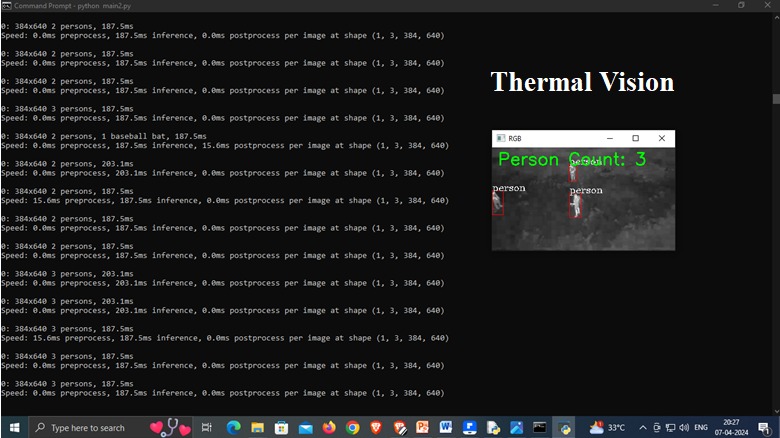 Command Prompt - python  main2.py
0: 384x640 2 persons, 187.5ms
Speed: 0.0ms preprocess, 187.5ms inference, 0.0ms postprocess per image at shape (1, 3, 384, 640)
0: 384x640 2 persons, 187.5ms
Speed: 0.0ms preprocess, 187.5ms inference, 0.0ms postprocess per image at shape (1, 3, 384, 640)
0: 384x640 2 persons, 187.5ms
Speed: 0.0ms preprocess, 187.5ms inference, 0.0ms postprocess per image at shape (1, 3, 384, 640)
0: 384x640 3 persons, 187.5ms
Speed: 0.0ms preprocess, 187.5ms inference, 0.0ms postprocess per image at shape (1, 3, 384, 640)
0: 384x640 2 persons, 1 baseball bat, 187.5ms
Speed: 0.0ms preprocess, 187.5ms inference, 15.6ms postprocess per image at shape (1, 3, 384, 640)
0: 384x640 2 persons, 203.1ms
Speed: 0.0ms preprocess, 203.1ms inference, 0.0ms postprocess per image at shape (1, 3, 384, 640)
0: 384x640 3 persons, 187.5ms
Speed: 15.6ms preprocess, 187.5ms inference, 0.0ms postprocess per image at shape (1, 3, 384, 640)
0: 384x640 2 persons, 187.5ms
Speed: 0.0ms preprocess, 187.5ms inference, 0.0ms postprocess per image at shape (1, 3, 384, 640)
0: 384x640 2 persons, 187.5ms
Speed: 0.0ms preprocess, 187.5ms inference, 0.0ms postprocess per image at shape (1, 3, 384, 640)
0: 384x640 3 persons, 203.1ms
Speed: 0.0ms preprocess, 203.1ms inference, 0.0ms postprocess per image at shape (1, 3, 384, 640)
0: 384x640 3 persons, 203.1ms
Speed: 0.0ms preprocess, 203.1ms inference, 0.0ms postprocess per image at shape (1, 3, 384, 640)
0: 384x640 3 persons, 187.5ms
Speed: 15.6ms preprocess, 187.5ms inference, 0.0ms postprocess per image at shape (1, 3, 384, 640)
0: 384x640 3 persons, 187.5ms
Speed: 0.0ms preprocess, 187.5ms inference, 0.0ms postprocess per image at shape (1, 3, 384, 640)
0: 384x640 3 persons, 187.5ms
Speed: 0.0ms preprocess, 187.5ms inference, 0.0ms postprocess per image at shape (1, 3, 384, 640)
Thermal Vision
RGB
Person Count: 3
person
person
person
Type here to search
33°C
ENG
20:27
07-04-2024